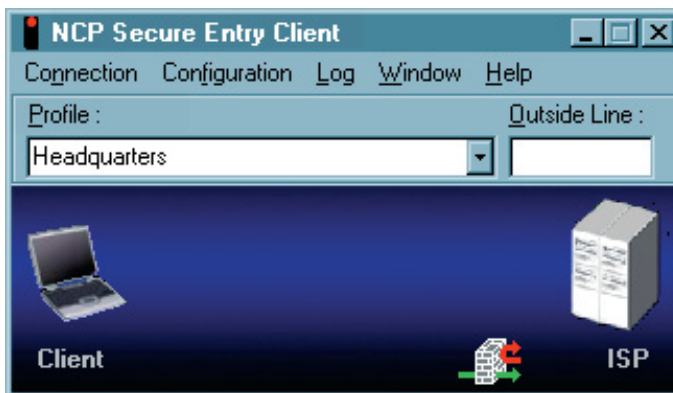 NCP Secure Entry Client
Connection Configuration Log Window Help
Profile : Outside Line :
Headquarters
Client ISP